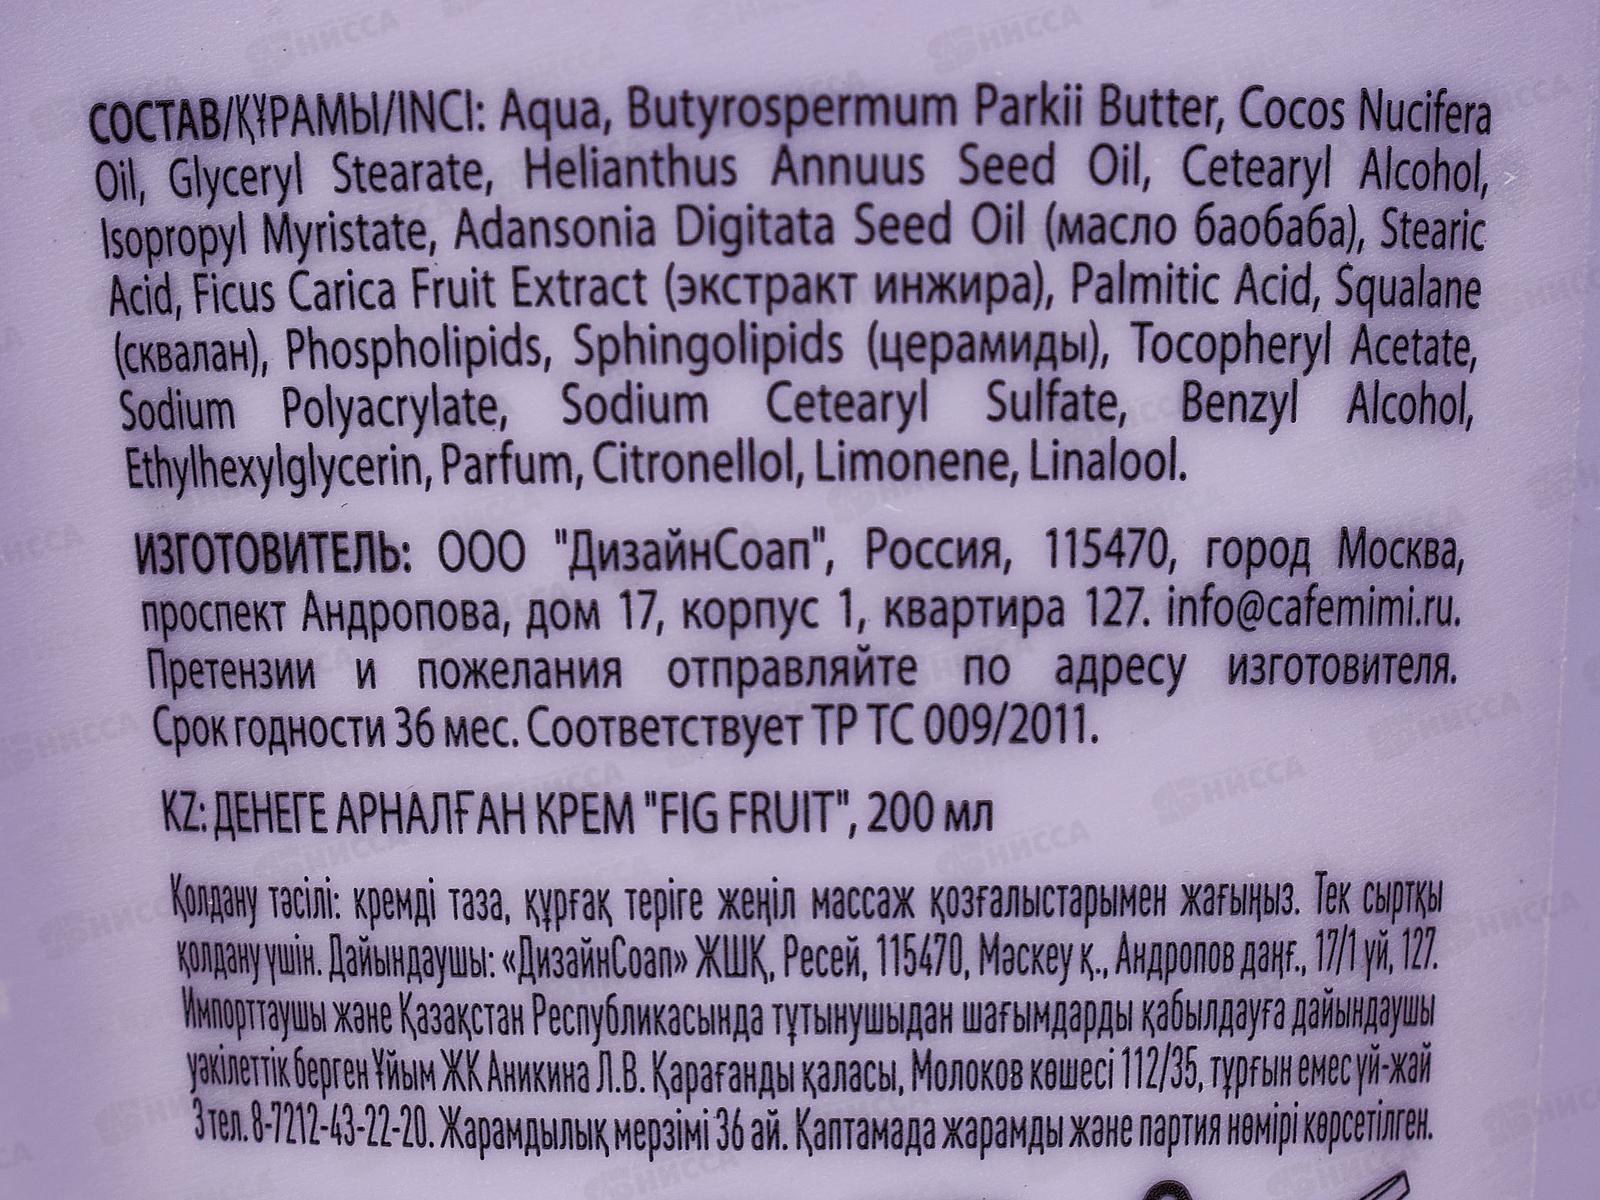 СОСТАВ/ҚҰРАМЫ/INCI: Aqua, Butyrospermum Parkii Butter, Cocos Nucifera
Oil, Glyceryl Stearate, Helianthus Annuus Seed Oil, Cetearyl Alcohol,
Isopropyl Myristate, Adansonia Digitata Seed Oil (масло баобаба), Stearic
Acid, Ficus Carica Fruit Extract (экстракт инжира), Palmitic Acid, Squalane
(сквалан), Phospholipids, Sphingolipids (церамиды), Tocopheryl Acetate,
Sodium Polyacrylate, Sodium Cetearyl Sulfate, Benzyl Alcohol,
Ethylhexylglycerin, Parfum, Citronellol, Limonene, Linalool.
ИЗГОТОВИТЕЛЬ: ООО "ДизайнСоап", Россия, 115470, город Москва,
проспект Андропова, дом 17, корпус 1, квартира 127. info@cafemimi.ru.
Претензии и пожелания отправляйте по адресу изготовителя.
Срок годности 36 мес. Соответствует ТР ТС 009/2011.
KZ: ДЕНЕГЕ АРНАЛҒАН КРЕМ "FIG FRUIT", 200 мл
Қолдану тәсілі: кремді таза, құрғақ теріге жеңіл массаж қозғалыстарымен жағыңыз. Тек сыртқы
қолдану үшін. Дайындаушы: «ДизайнСоап» ЖШҚ, Ресей, 115470, Мәскеу қ., Андропов даңғ., 17/1 үй, 127.
Импорттаушы және Қазақстан Республикасында тұтынушыдан шағымдарды қабылдауға дайындаушы
уәкілеттік берген Ұйым ЖК Аникина Л.В. Қарағанды қаласы, Молоков көшесі 112/35, тұрғын емес үй-жай
3 тел. 8-7212-43-22-20. Жарамдылық мерзімі 36 ай. Қаптамада жарамды және партия нөмірі көрсетілген.